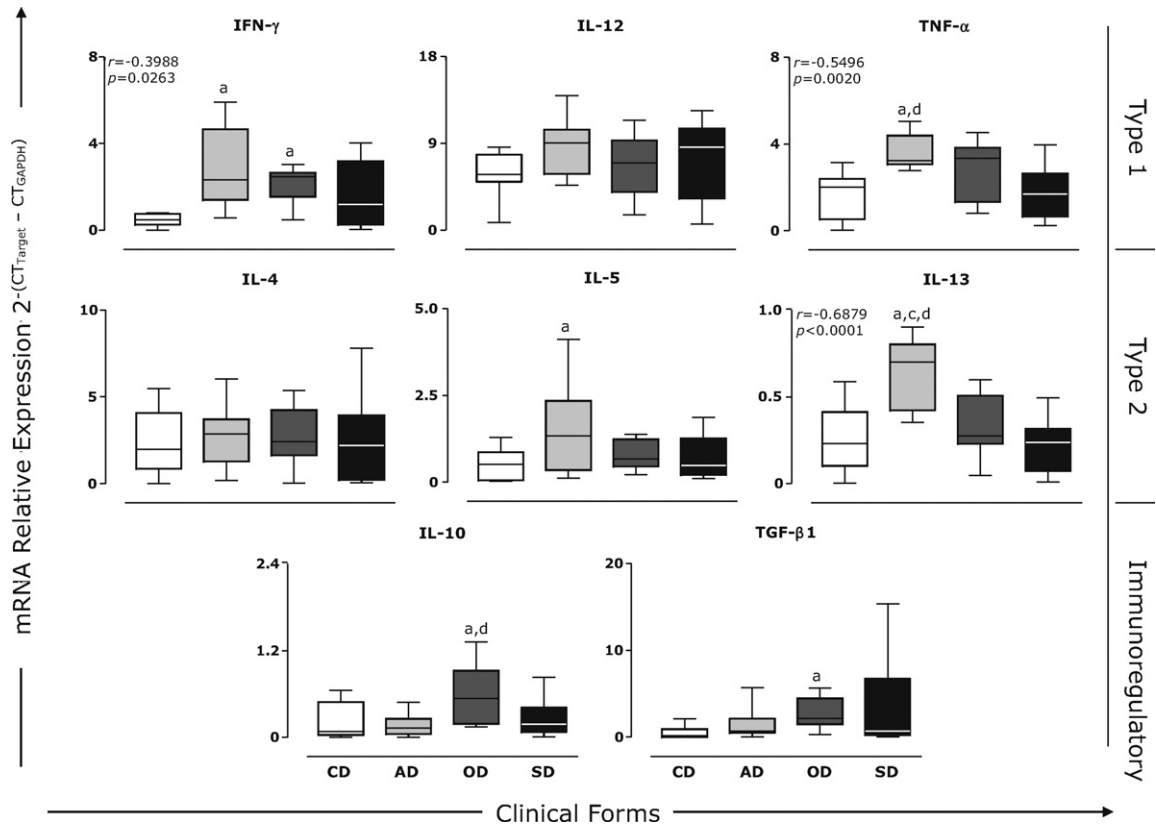 mRNA Relative Expression 2-(CTTarget – CTGAPDH)
IFN-γ
8
4
0
r=-0.3988
p=0.0263
a
a
IL-12
18
9
0
TNF-α
8
4
0
r=-0.5496
p=0.0020
a,d
Type 1
IL-4
10
5
0
IL-5
5.0
2.5
0
a
IL-13
1.0
0.5
0
r=-0.6879
p<0.0001
a,c,d
Type 2
IL-10
2.4
1.2
0
a,d
CD AD OD SD
TGF-β1
20
10
0
a
CD AD OD SD
Immunoregulatory
Clinical Forms